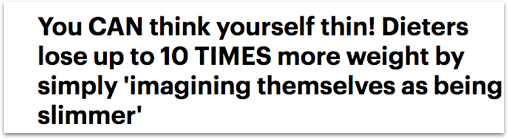 You CAN think yourself thin! Dieters
lose up to 10 TIMES more weight by
simply 'imagining themselves as being
slimmer'